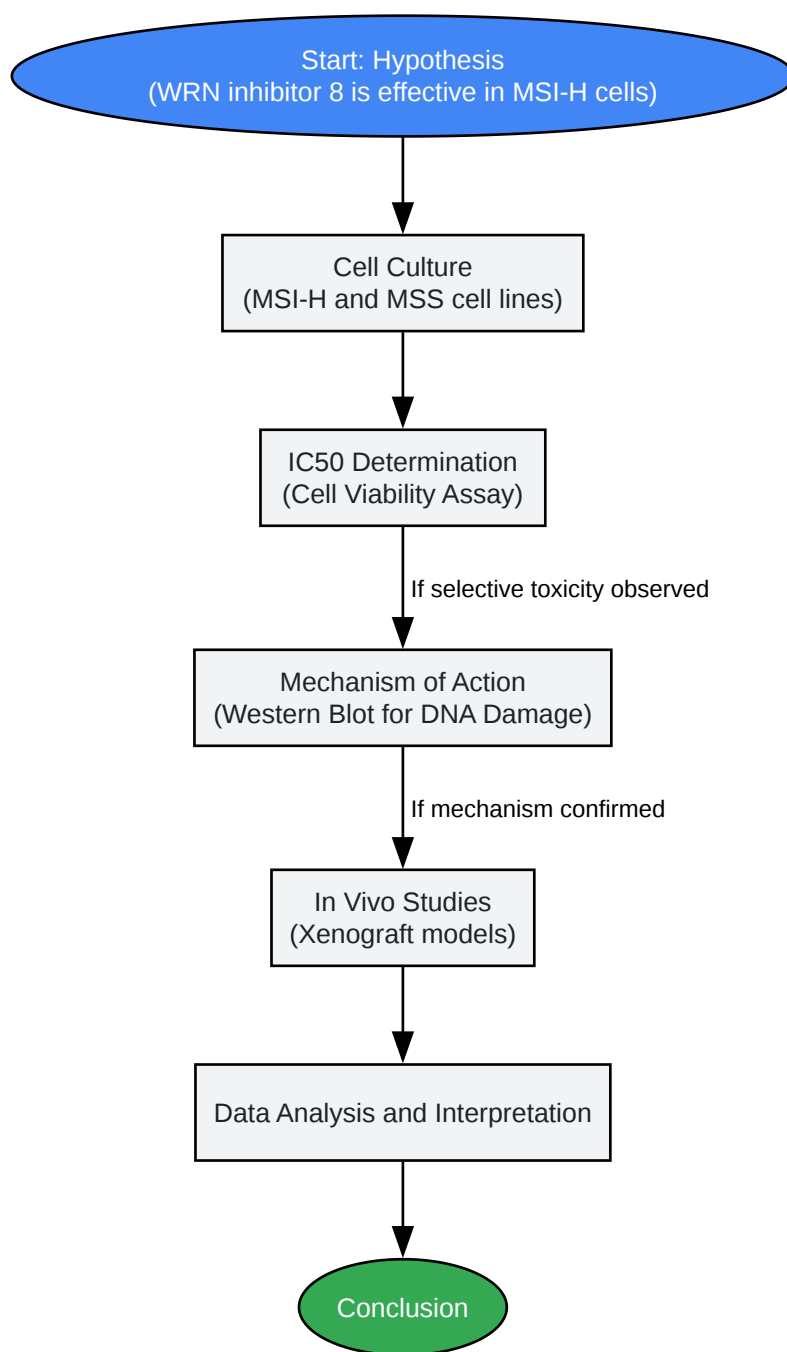 Start: Hypothesis
(WRN inhibitor 8 is effective in MSI-H cells)
Cell Culture
(MSI-H and MSS cell lines)
IC50 Determination
(Cell Viability Assay)
If selective toxicity observed
Mechanism of Action
(Western Blot for DNA Damage)
If mechanism confirmed
In Vivo Studies
(Xenograft models)
Data Analysis and Interpretation
Conclusion